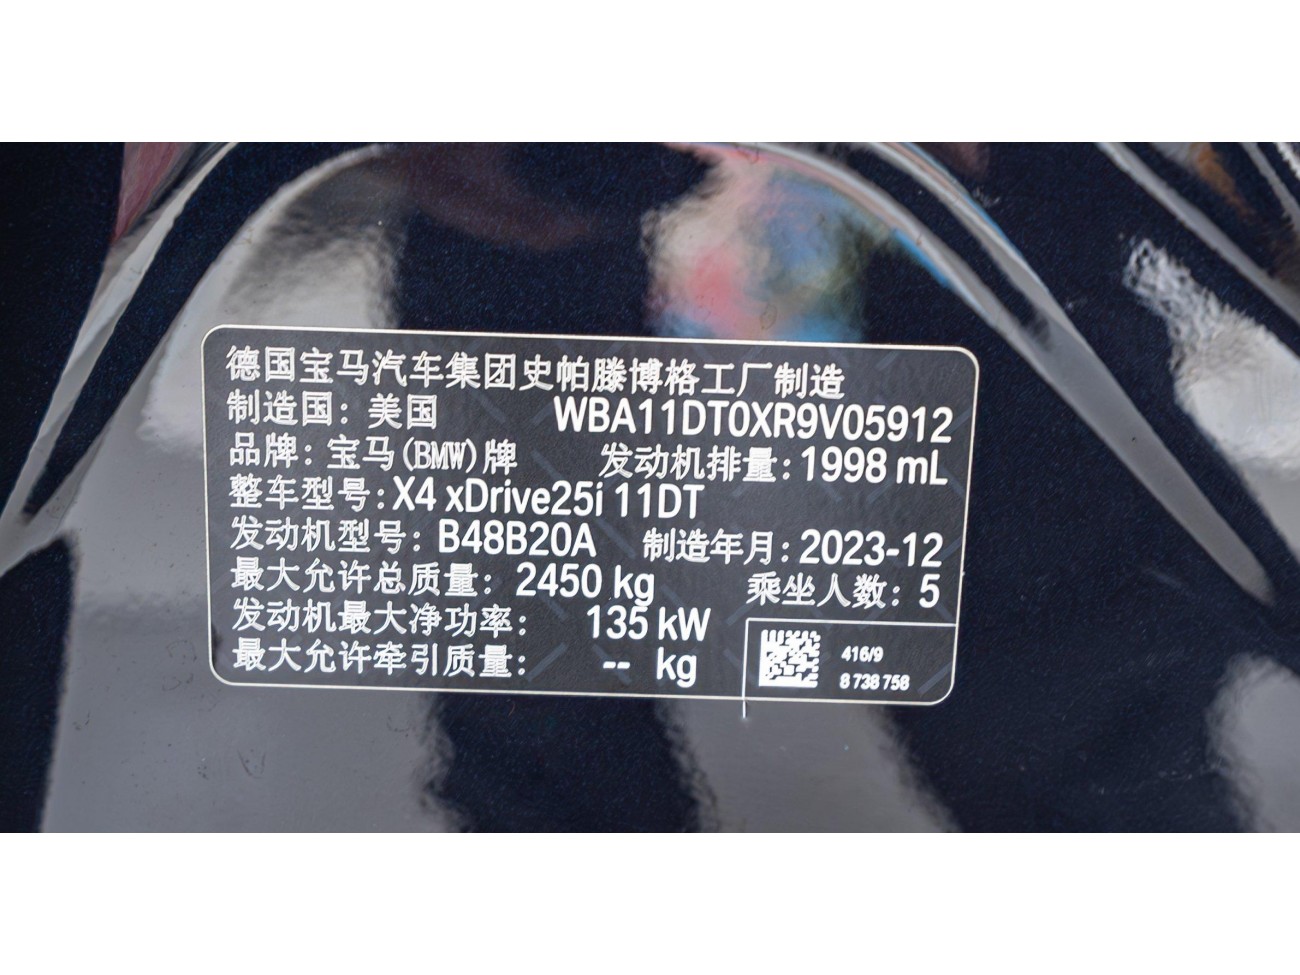 德国宝马汽车集团史帕滕博格工厂制造
制造国：美国 WBA11DT0XR9V05912
品牌：宝马(BMW)牌 发动机排量：1998 mL
整车型号：X4 xDrive25i 11DT
发动机型号：B48B20A 制造年月：2023-12
最大允许总质量：2450 kg 乘坐人数：5
发动机最大净功率：135 kW
最大允许牵引质量：-- kg
416/9
8 738 758